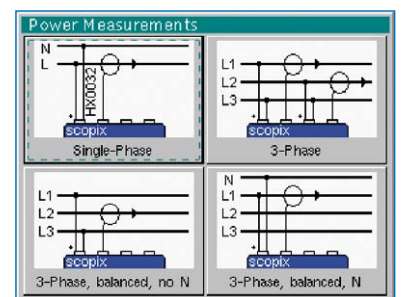 Power Measurements
N
L
HX0032
scopix
Single-Phase
L1
L2
L3
scopix
3-Phase
L1
L2
L3
scopix
3-Phase, balanced, no N
N
L1
L2
L3
scopix
3-Phase, balanced, N